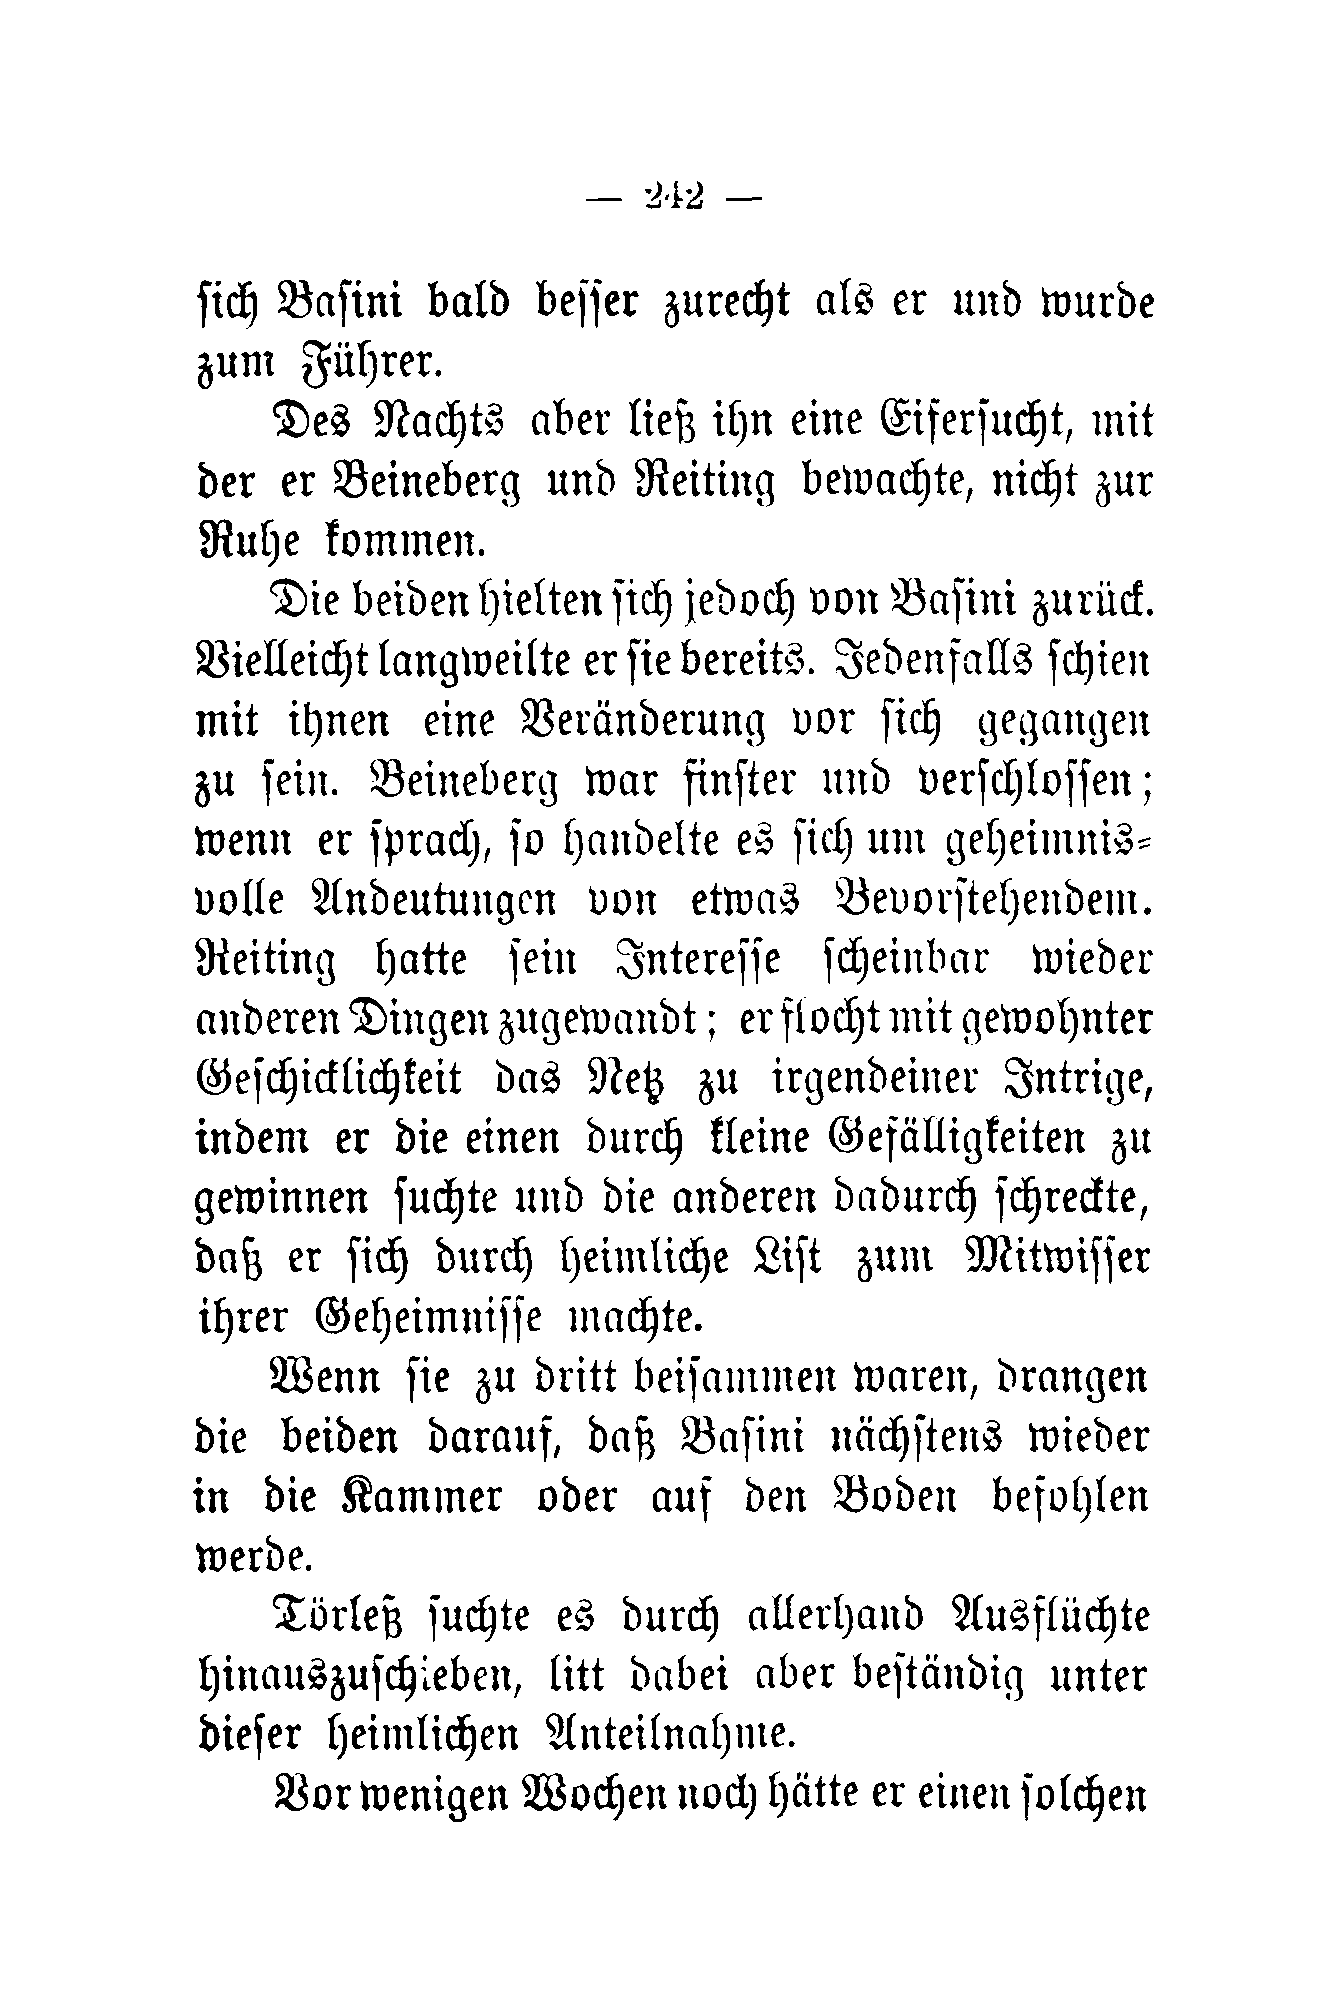 — 242 —
sich Basini bald besser zurecht als er und wurde
zum Führer.
Des Nachts aber ließ ihn eine Eifersucht, mit
der er Beineberg und Reiting bewachte, nicht zur
Ruhe kommen.
Die beiden hielten sich jedoch von Basini zurück.
Vielleicht langweilte er sie bereits. Jedenfalls schien
mit ihnen eine Veränderung vor sich gegangen
zu sein. Beineberg war finster und verschlossen;
wenn er sprach, so handelte es sich um geheimnis-
volle Andeutungen von etwas Bevorstehendem.
Reiting hatte sein Interesse scheinbar wieder
anderen Dingen zugewandt; er flocht mit gewohnter
Geschicklichkeit das Netz zu irgendeiner Intrige,
indem er die einen durch kleine Gefälligkeiten zu
gewinnen suchte und die anderen dadurch schreckte,
daß er sich durch heimliche List zum Mitwisser
ihrer Geheimnisse machte.
Wenn sie zu dritt beisammen waren, drangen
die beiden darauf, daß Basini nächstens wieder
in die Kammer oder auf den Boden befohlen
werde.
Törleß suchte es durch allerhand Ausflüchte
hinauszuschieben, litt dabei aber beständig unter
dieser heimlichen Anteilnahme.
Vor wenigen Wochen noch hätte er einen solchen